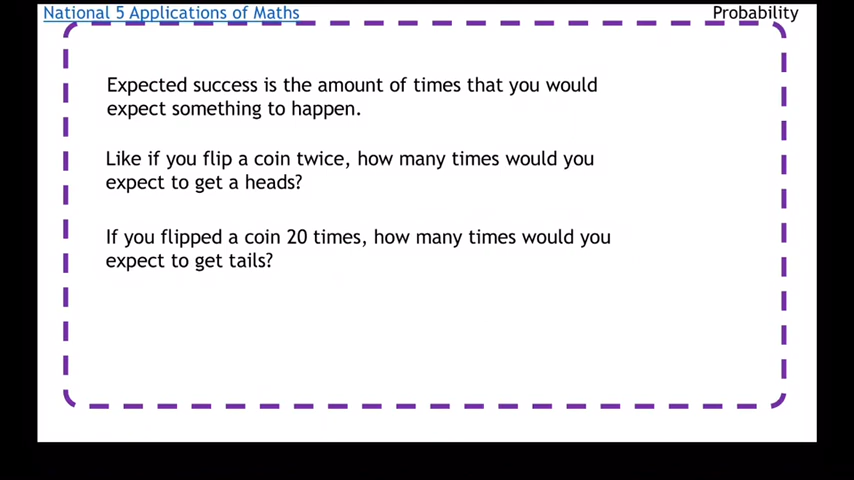 National 5 Applications of Maths
Probability
Expected success is the amount of times that you would
expect something to happen.
Like if you flip a coin twice, how many times would you
expect to get a heads?
If you flipped a coin 20 times, how many times would you
expect to get tails?